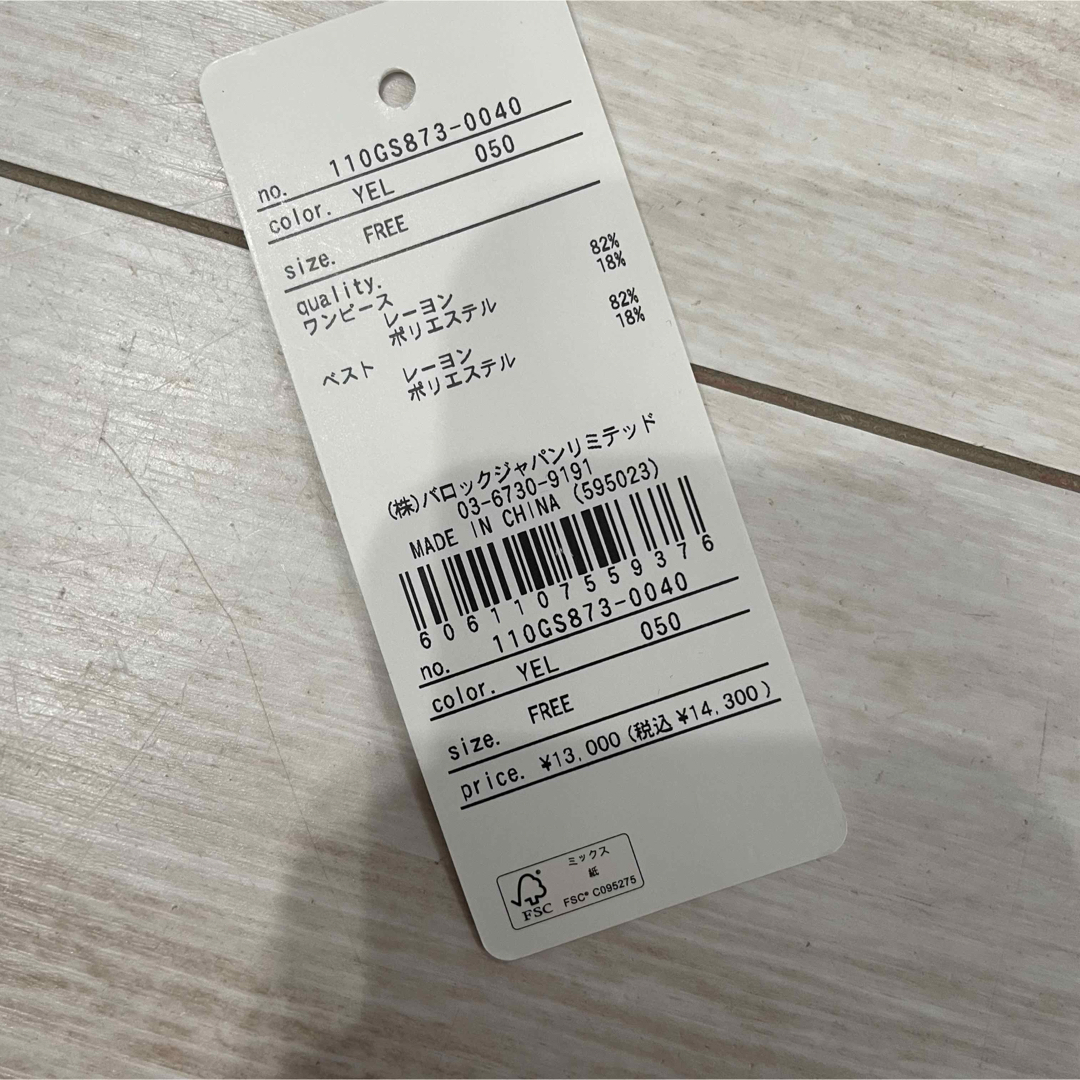 no. 110GS873-0040
color. YEL 050
size. FREE
quality.
ワンピース レーヨン 82%
ポリエステル 18%
ベスト レーヨン 82%
ポリエステル 18%
(株)バロックジャパンリミテッド
03-6730-9191
MADE IN CHINA (595023)
6061107559376
no. 110GS873-0040
color. YEL 050
size. FREE
price. ¥13,000 (税込 ¥14,300)
ミックス
紙
FSC FSC® C095275